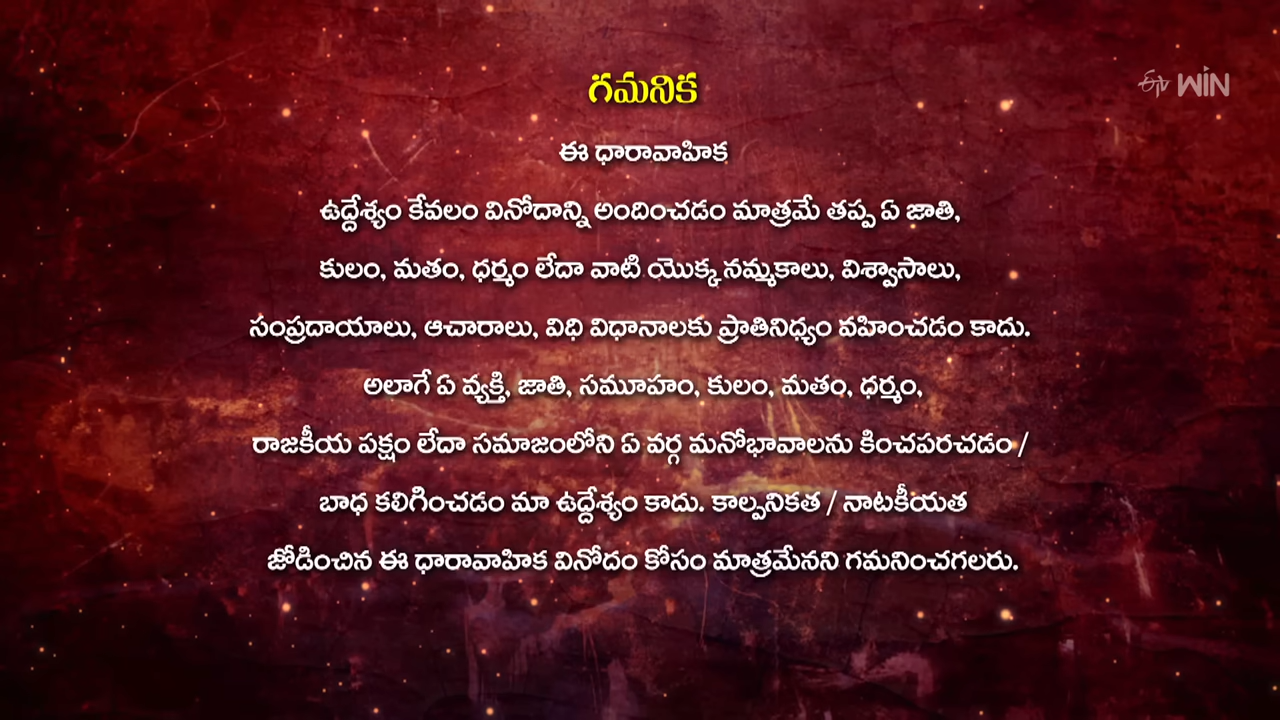 గమనిక
ఈటీవీ WIN
ఈ ధారావాహిక
ఉద్దేశ్యం కేవలం వినోదాన్ని అందించడం మాత్రమే తప్ప ఏ జాతి,
కులం, మతం, ధర్మం లేదా వాటి యొక్క నమ్మకాలు, విశ్వాసాలు,
సంప్రదాయాలు, ఆచారాలు, విధి విధానాలకు ప్రాతినిధ్యం వహించడం కాదు.
అలాగే ఏ వ్యక్తి, జాతి, సమూహం, కులం, మతం, ధర్మం,
రాజకీయ పక్షం లేదా సమాజంలోని ఏ వర్గ మనోభావాలను కించపరచడం /
బాధ కలిగించడం మా ఉద్దేశ్యం కాదు. కాల్పనికత / నాటకీయత
జోడించిన ఈ ధారావాహిక వినోదం కోసం మాత్రమేనని గమనించగలరు.